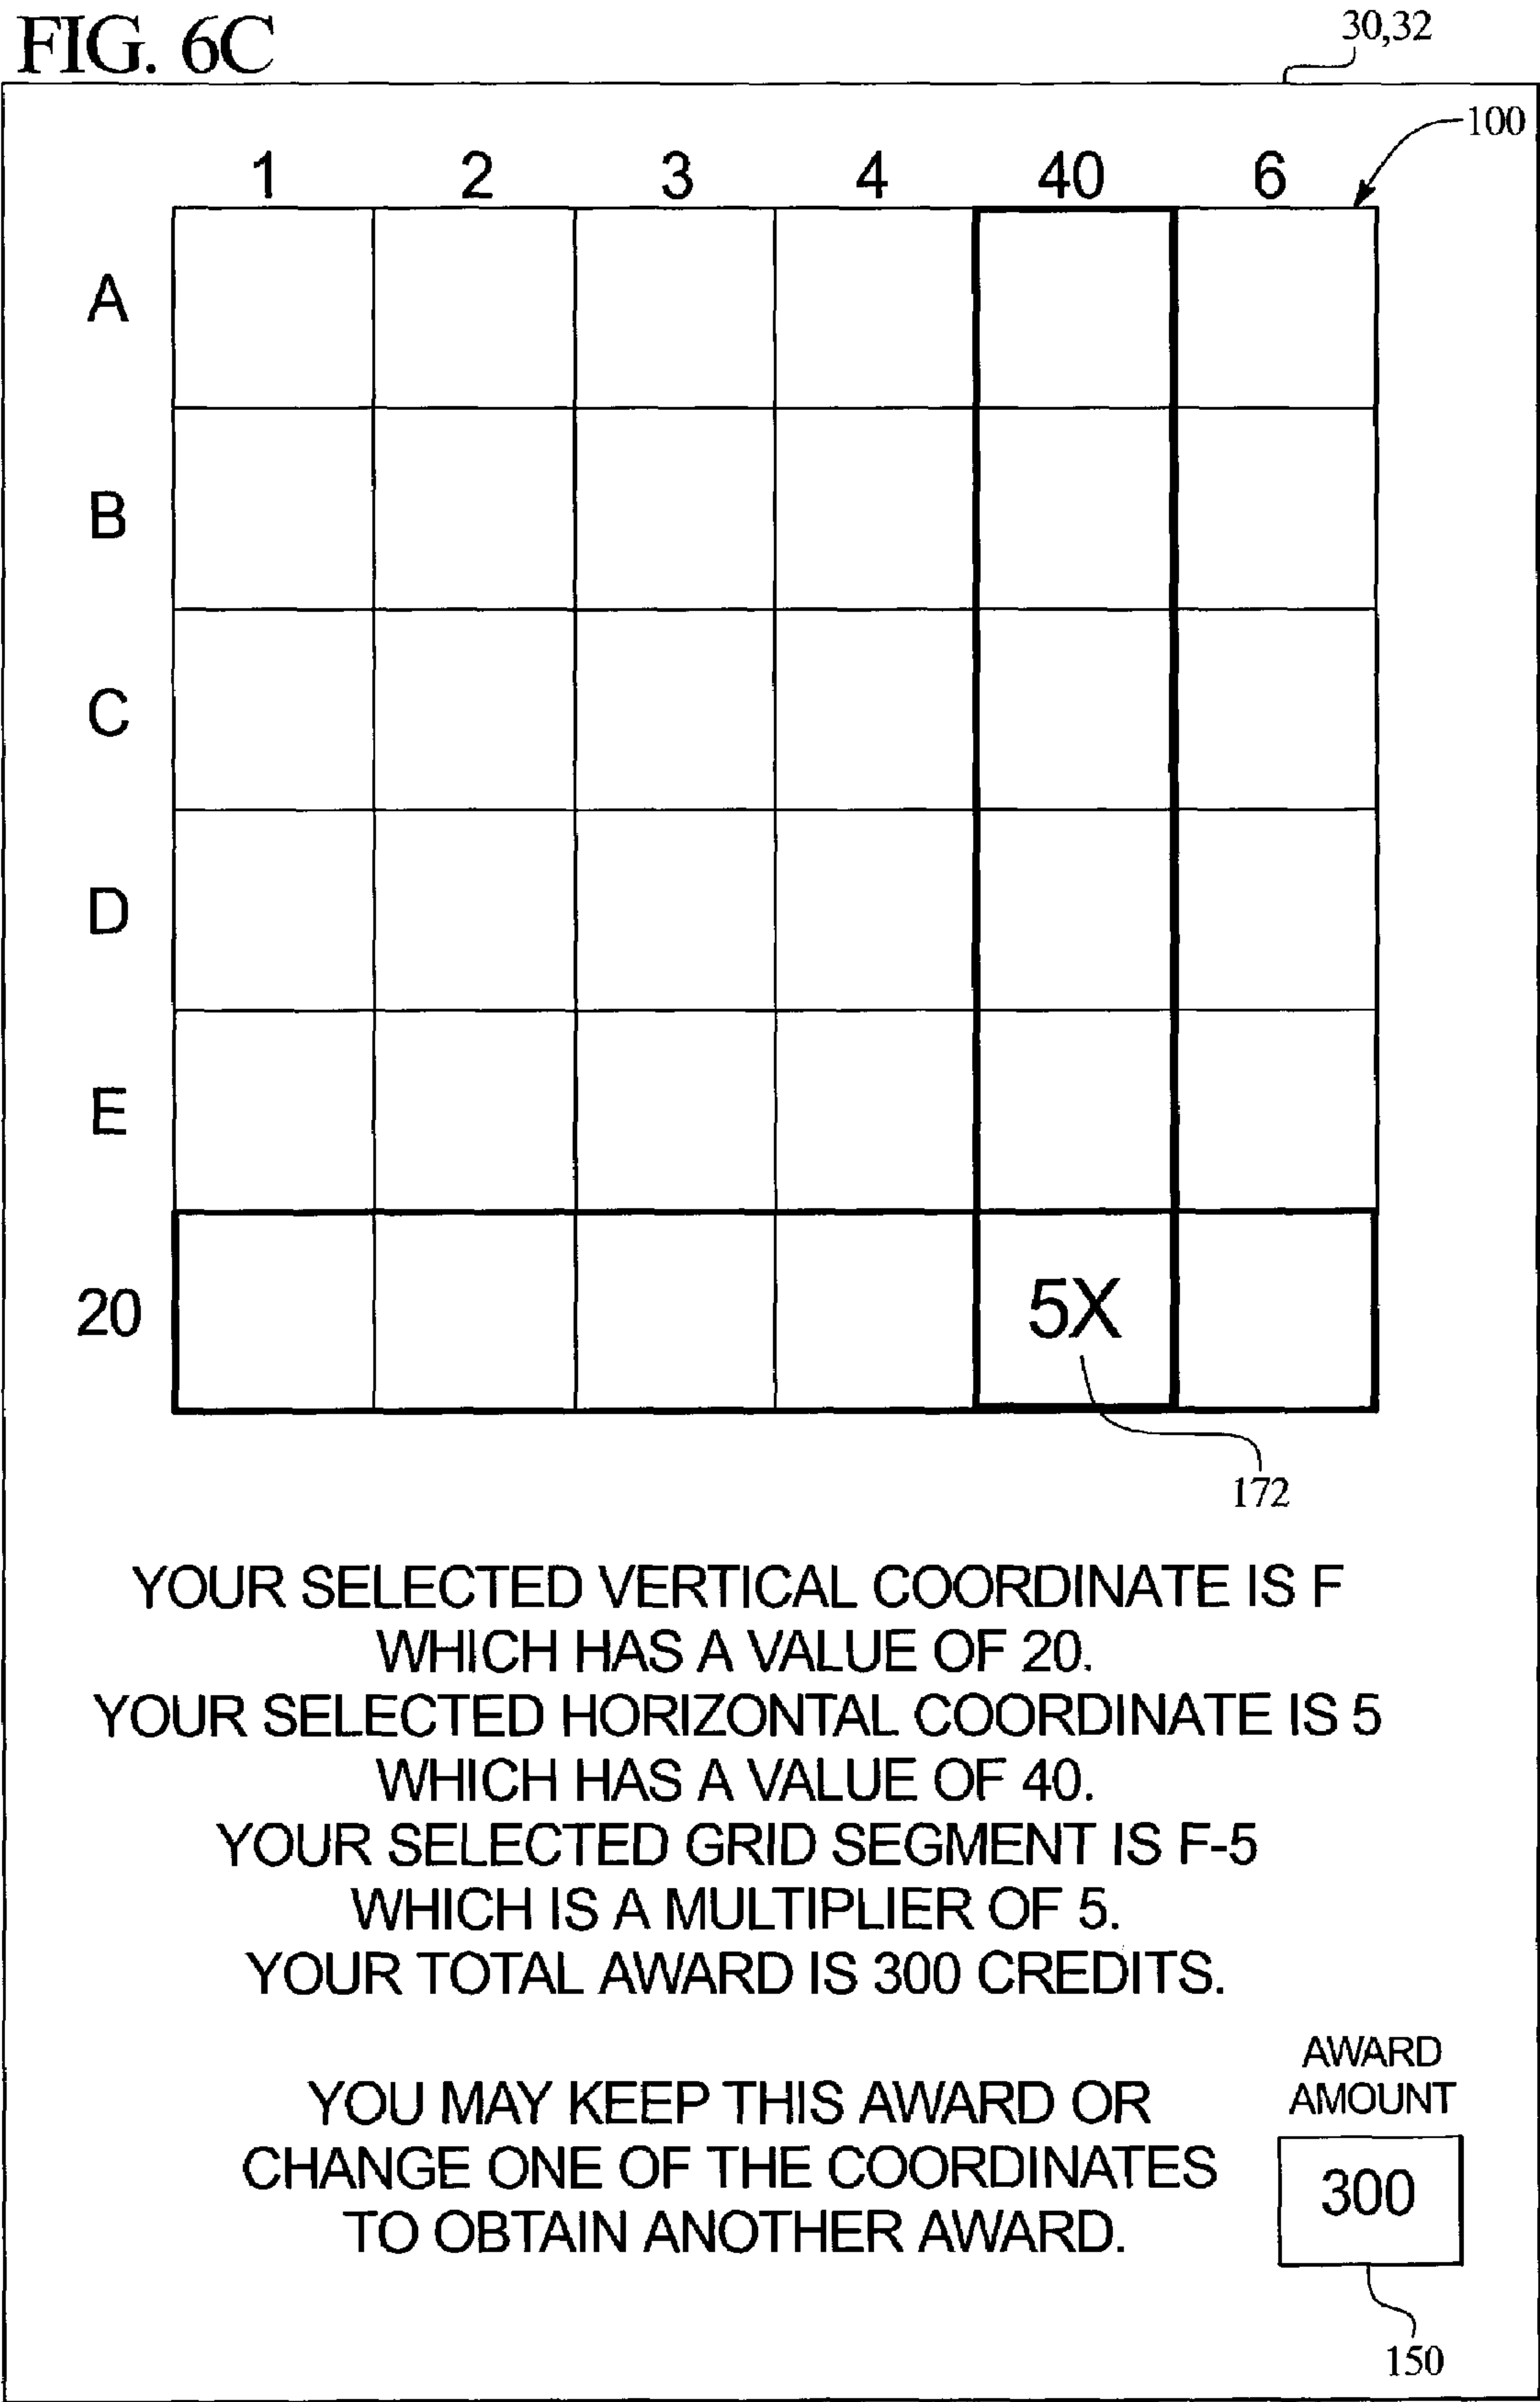 FIG. 6C
30,32
100
1 2 3 4 40 6
A
B
C
D
E
20 5X
172
YOUR SELECTED VERTICAL COORDINATE IS F
WHICH HAS A VALUE OF 20.
YOUR SELECTED HORIZONTAL COORDINATE IS 5
WHICH HAS A VALUE OF 40.
YOUR SELECTED GRID SEGMENT IS F-5
WHICH IS A MULTIPLIER OF 5.
YOUR TOTAL AWARD IS 300 CREDITS.
YOU MAY KEEP THIS AWARD OR
CHANGE ONE OF THE COORDINATES
TO OBTAIN ANOTHER AWARD.
AWARD
AMOUNT
300
150